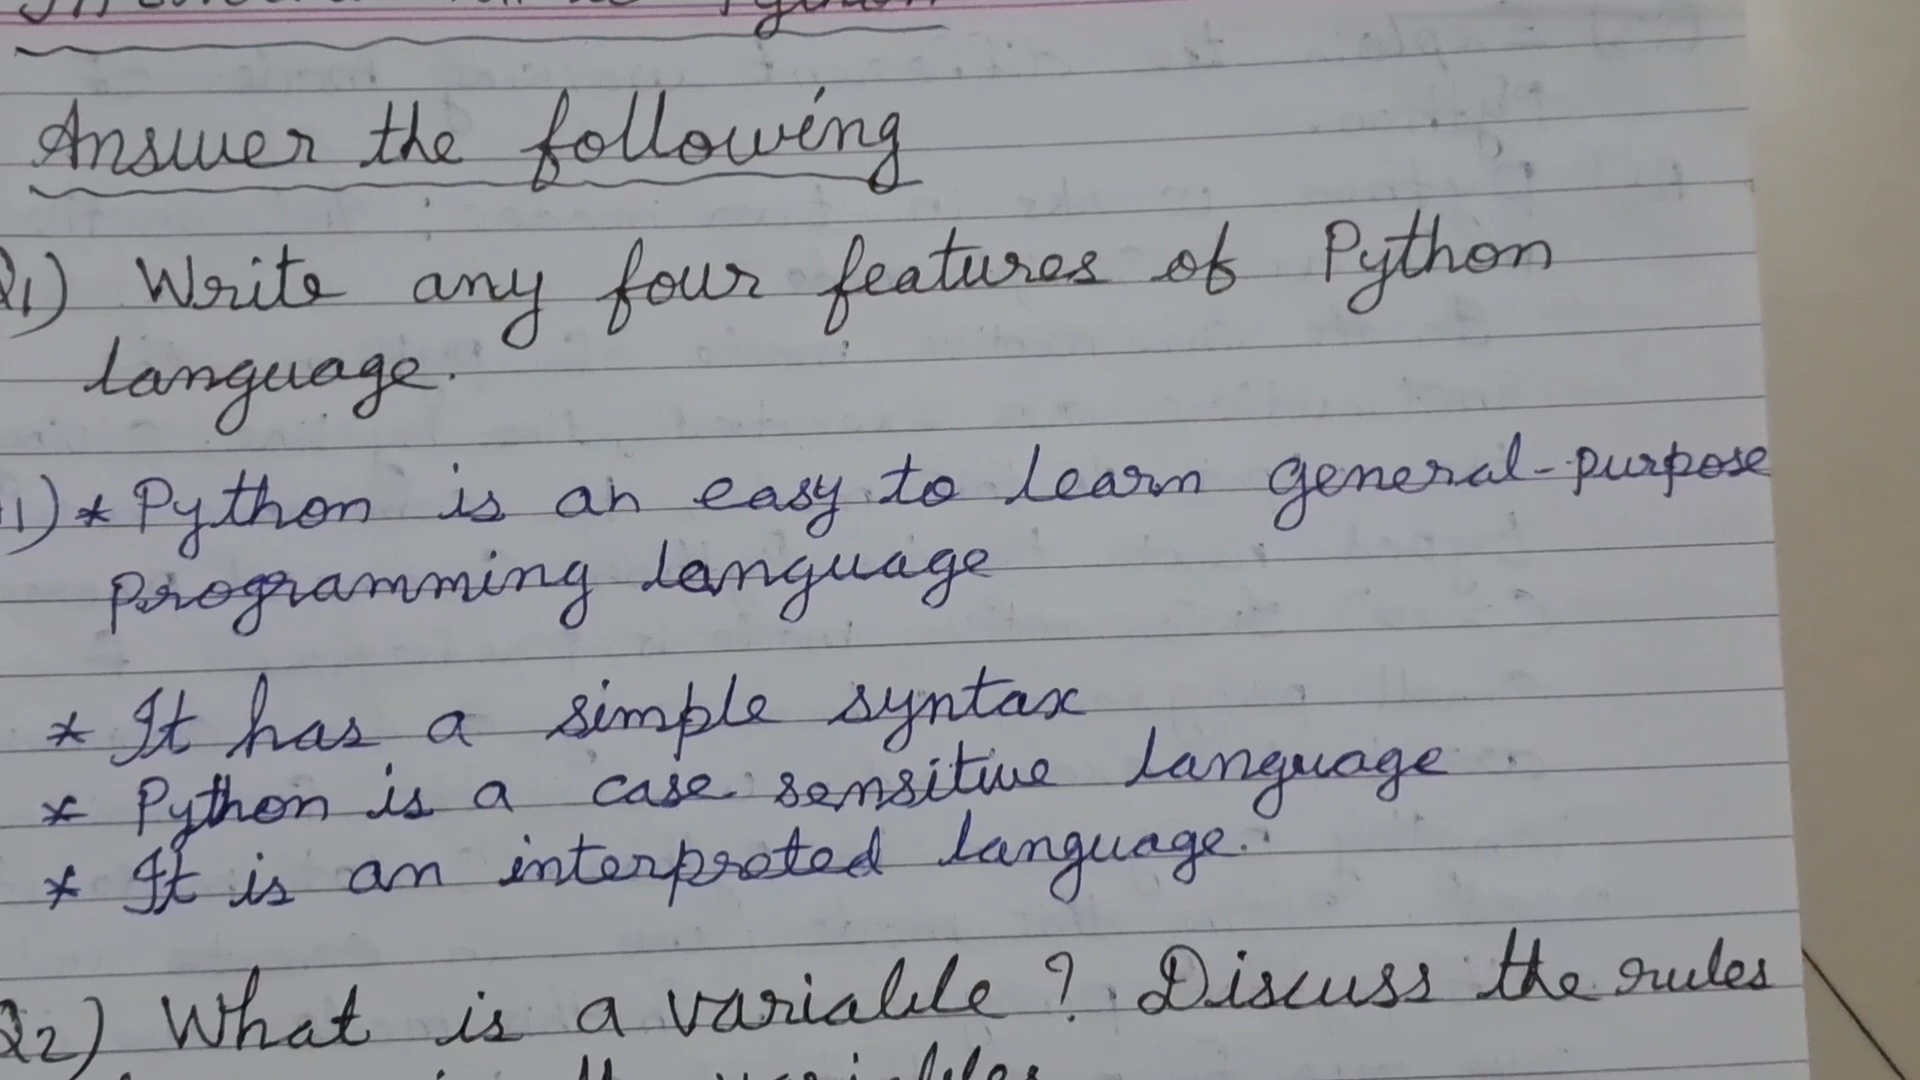 Python
Answer the following
Q1) Write any four features of Python
language.
1) * Python is an easy to learn general-purpose
programming language
* It has a simple syntax
* Python is a case sensitive language
* It is an interpreted language.
Q2) What is a variable? Discuss the rules
variables